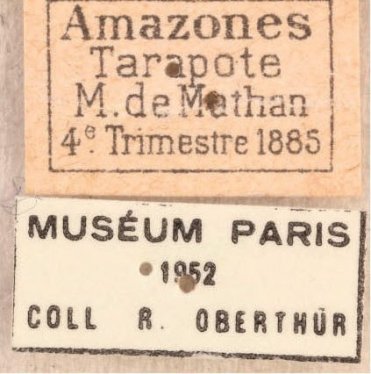 Amazones
Tarapote
M. de Mathan
4e Trimestre 1885
MUSÉUM PARIS
1952
COLL R. OBERTHÜR